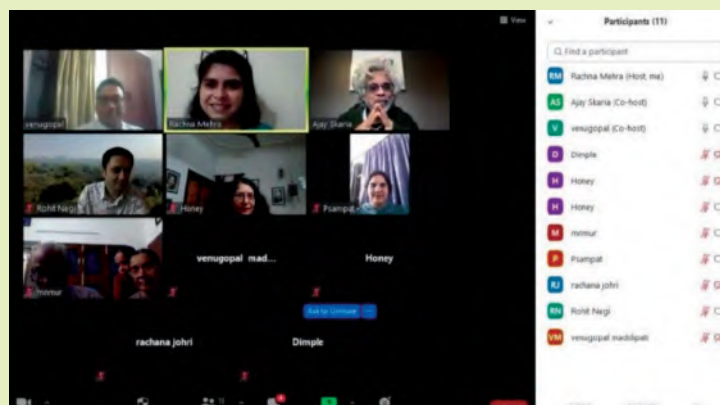 View
venugopal
Rachna Mehra
Ajay Skaria
Rohit Negi
Honey
Psampat
momur
venugopal mad...
Honey
Ask to Unmute
rachana johri
Dimple
Participants (11)
Find a participant
RM Rachna Mehra (Host, me)
AS Ajay Skaria (Co-host)
V venugopal (Co-host)
D Dimple
H Honey
H Honey
M momur
P Psampat
RJ rachana johri
RN Rohit Negi
VM venugopal maddipati